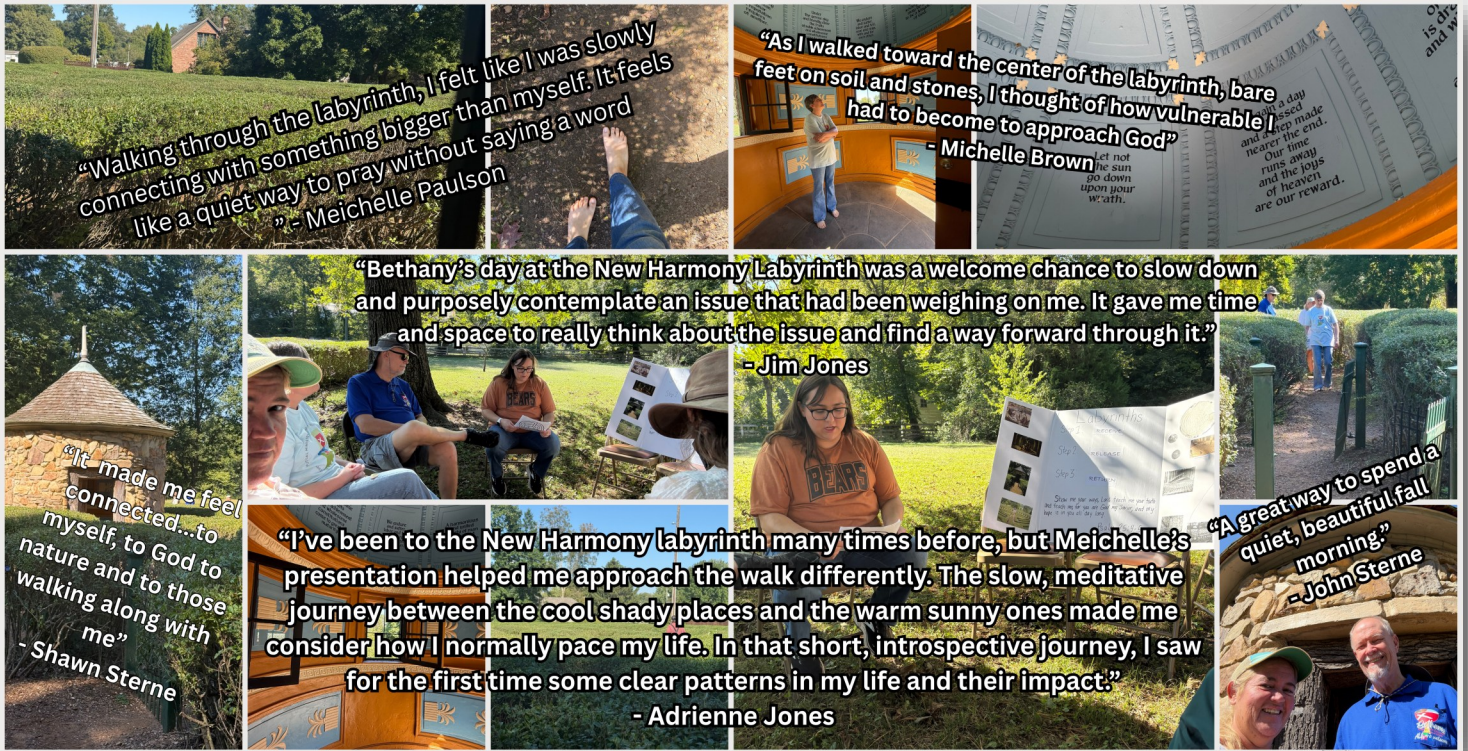 “Walking through the labyrinth, I felt like I was slowly
connecting with something bigger than myself. It feels
like a quiet way to pray without saying a word
” - Meichelle Paulson
“As I walked toward the center of the labyrinth, bare
feet on soil and stones, I thought of how vulnerable I
had to become to approach God”
- Michelle Brown
Let not
the sun
go down
upon your
wrath.
again a day
passed
and a step made
nearer the end.
Our time
runs away
and the joys
of heaven
are our reward.
is
and
“Bethany’s day at the New Harmony Labyrinth was a welcome chance to slow down
and purposely contemplate an issue that had been weighing on me. It gave me time
and space to really think about the issue and find a way forward through it.”
- Jim Jones
BEARS
BEARS
Labyrinths
Step 2 RELEASE
Step 3
“It made me feel
connected...to
myself, to God to
nature and to those
walking along with
me”
- Shawn Sterne
“I’ve been to the New Harmony labyrinth many times before, but Meichelle’s
presentation helped me approach the walk differently. The slow, meditative
journey between the cool shady places and the warm sunny ones made me
consider how I normally pace my life. In that short, introspective journey, I saw
for the first time some clear patterns in my life and their impact.”
- Adrienne Jones
“A great way to spend a
quiet, beautiful fall
morning.”
- John Sterne